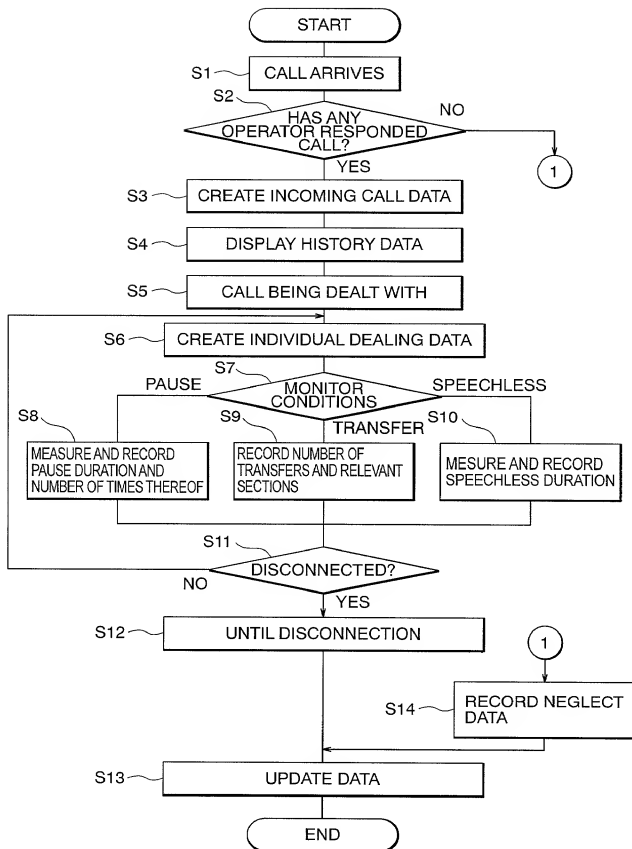 START
S1
CALL ARRIVES
S2
HAS ANY
OPERATOR RESPONDED
CALL?
NO
YES
1
S3
CREATE INCOMING CALL DATA
S4
DISPLAY HISTORY DATA
S5
CALL BEING DEALT WITH
S6
CREATE INDIVIDUAL DEALING DATA
S7
MONITOR
CONDITIONS
PAUSE
SPEECHLESS
TRANSFER
S8
MEASURE AND RECORD
PAUSE DURATION AND
NUMBER OF TIMES THEREOF
S9
RECORD NUMBER OF
TRANSFERS AND RELEVANT
SECTIONS
S10
MESURE AND RECORD
SPEECHLESS DURATION
S11
DISCONNECTED?
NO
YES
S12
UNTIL DISCONNECTION
1
S14
RECORD NEGLECT
DATA
S13
UPDATE DATA
END